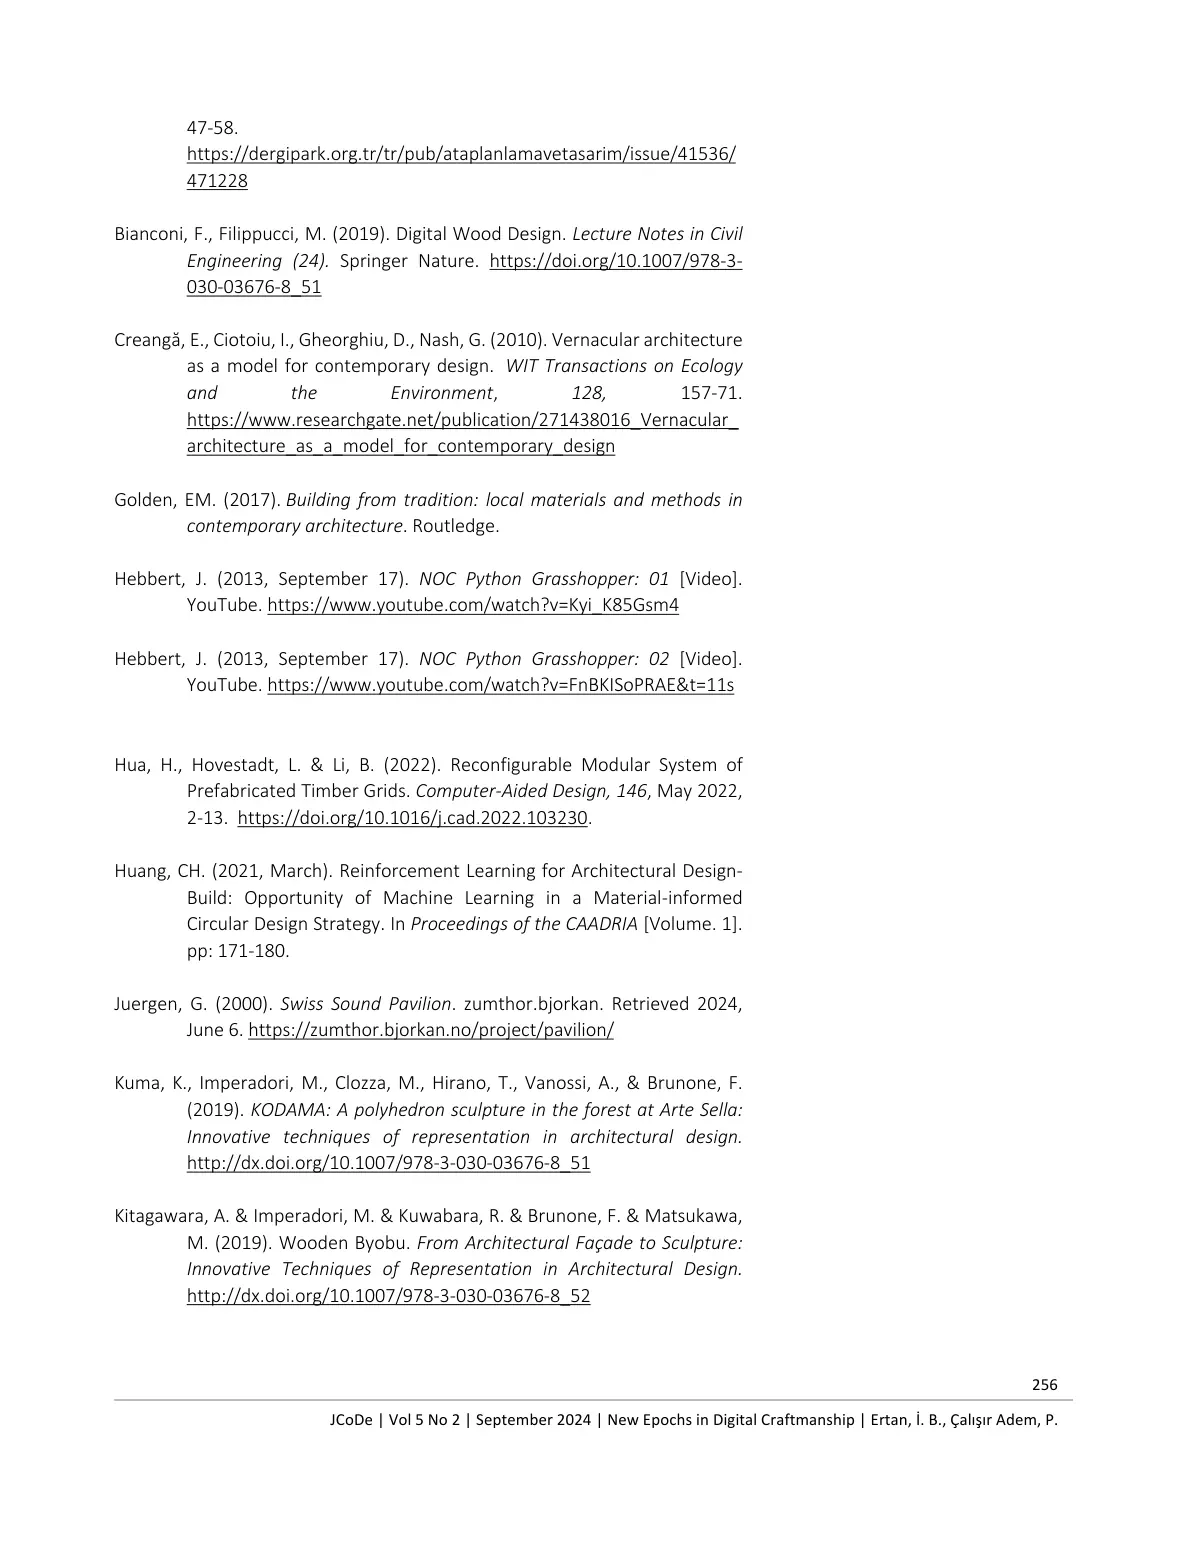 47-58.
https://dergipark.org.tr/tr/pub/ataplanlamavetasarim/issue/41536/
471228
Bianconi, F., Filippucci, M. (2019). Digital Wood Design. Lecture Notes in Civil
Engineering (24). Springer Nature. https://doi.org/10.1007/978-3-
030-03676-8_51
Creangă, E., Ciotoiu, I., Gheorghiu, D., Nash, G. (2010). Vernacular architecture
as a model for contemporary design. WIT Transactions on Ecology
and the Environment, 128, 157-71.
https://www.researchgate.net/publication/271438016_Vernacular_
architecture_as_a_model_for_contemporary_design
Golden, EM. (2017). Building from tradition: local materials and methods in
contemporary architecture. Routledge.
Hebbert, J. (2013, September 17). NOC Python Grasshopper: 01 [Video].
YouTube. https://www.youtube.com/watch?v=Kyi_K85Gsm4
Hebbert, J. (2013, September 17). NOC Python Grasshopper: 02 [Video].
YouTube. https://www.youtube.com/watch?v=FnBKISoPRAE&t=11s
Hua, H., Hovestadt, L. & Li, B. (2022). Reconfigurable Modular System of
Prefabricated Timber Grids. Computer-Aided Design, 146, May 2022,
2-13. https://doi.org/10.1016/j.cad.2022.103230.
Huang, CH. (2021, March). Reinforcement Learning for Architectural Design-
Build: Opportunity of Machine Learning in a Material-informed
Circular Design Strategy. In Proceedings of the CAADRIA [Volume. 1].
pp: 171-180.
Juergen, G. (2000). Swiss Sound Pavilion. zumthor.bjorkan. Retrieved 2024,
June 6. https://zumthor.bjorkan.no/project/pavilion/
Kuma, K., Imperadori, M., Clozza, M., Hirano, T., Vanossi, A., & Brunone, F.
(2019). KODAMA: A polyhedron sculpture in the forest at Arte Sella:
Innovative techniques of representation in architectural design.
http://dx.doi.org/10.1007/978-3-030-03676-8_51
Kitagawara, A. & Imperadori, M. & Kuwabara, R. & Brunone, F. & Matsukawa,
M. (2019). Wooden Byobu. From Architectural Façade to Sculpture:
Innovative Techniques of Representation in Architectural Design.
http://dx.doi.org/10.1007/978-3-030-03676-8_52
256
JCoDe | Vol 5 No 2 | September 2024 | New Epochs in Digital Craftmanship | Ertan, İ. B., Çalışır Adem, P.